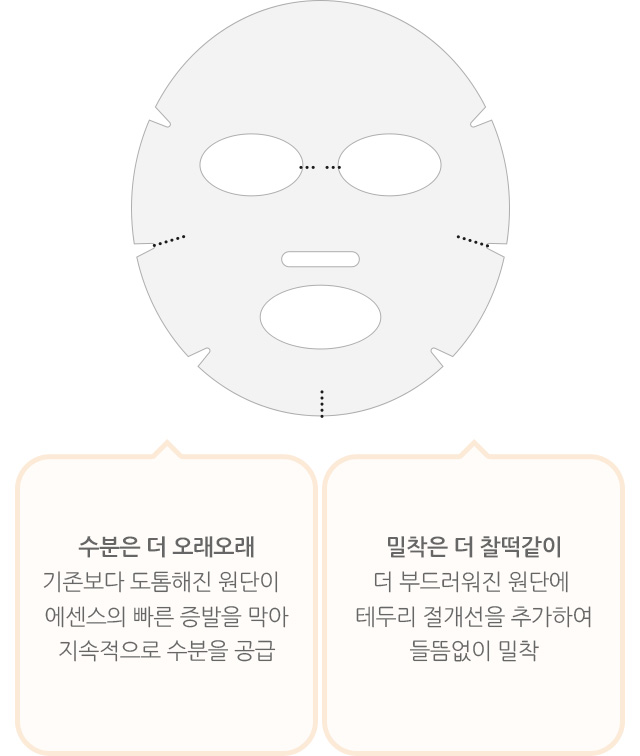 수분은 더 오래오래
기존보다 도톰해진 원단이
에센스의 빠른 증발을 막아
지속적으로 수분을 공급
밀착은 더 찰떡같이
더 부드러워진 원단에
테두리 절개선을 추가하여
들뜸없이 밀착